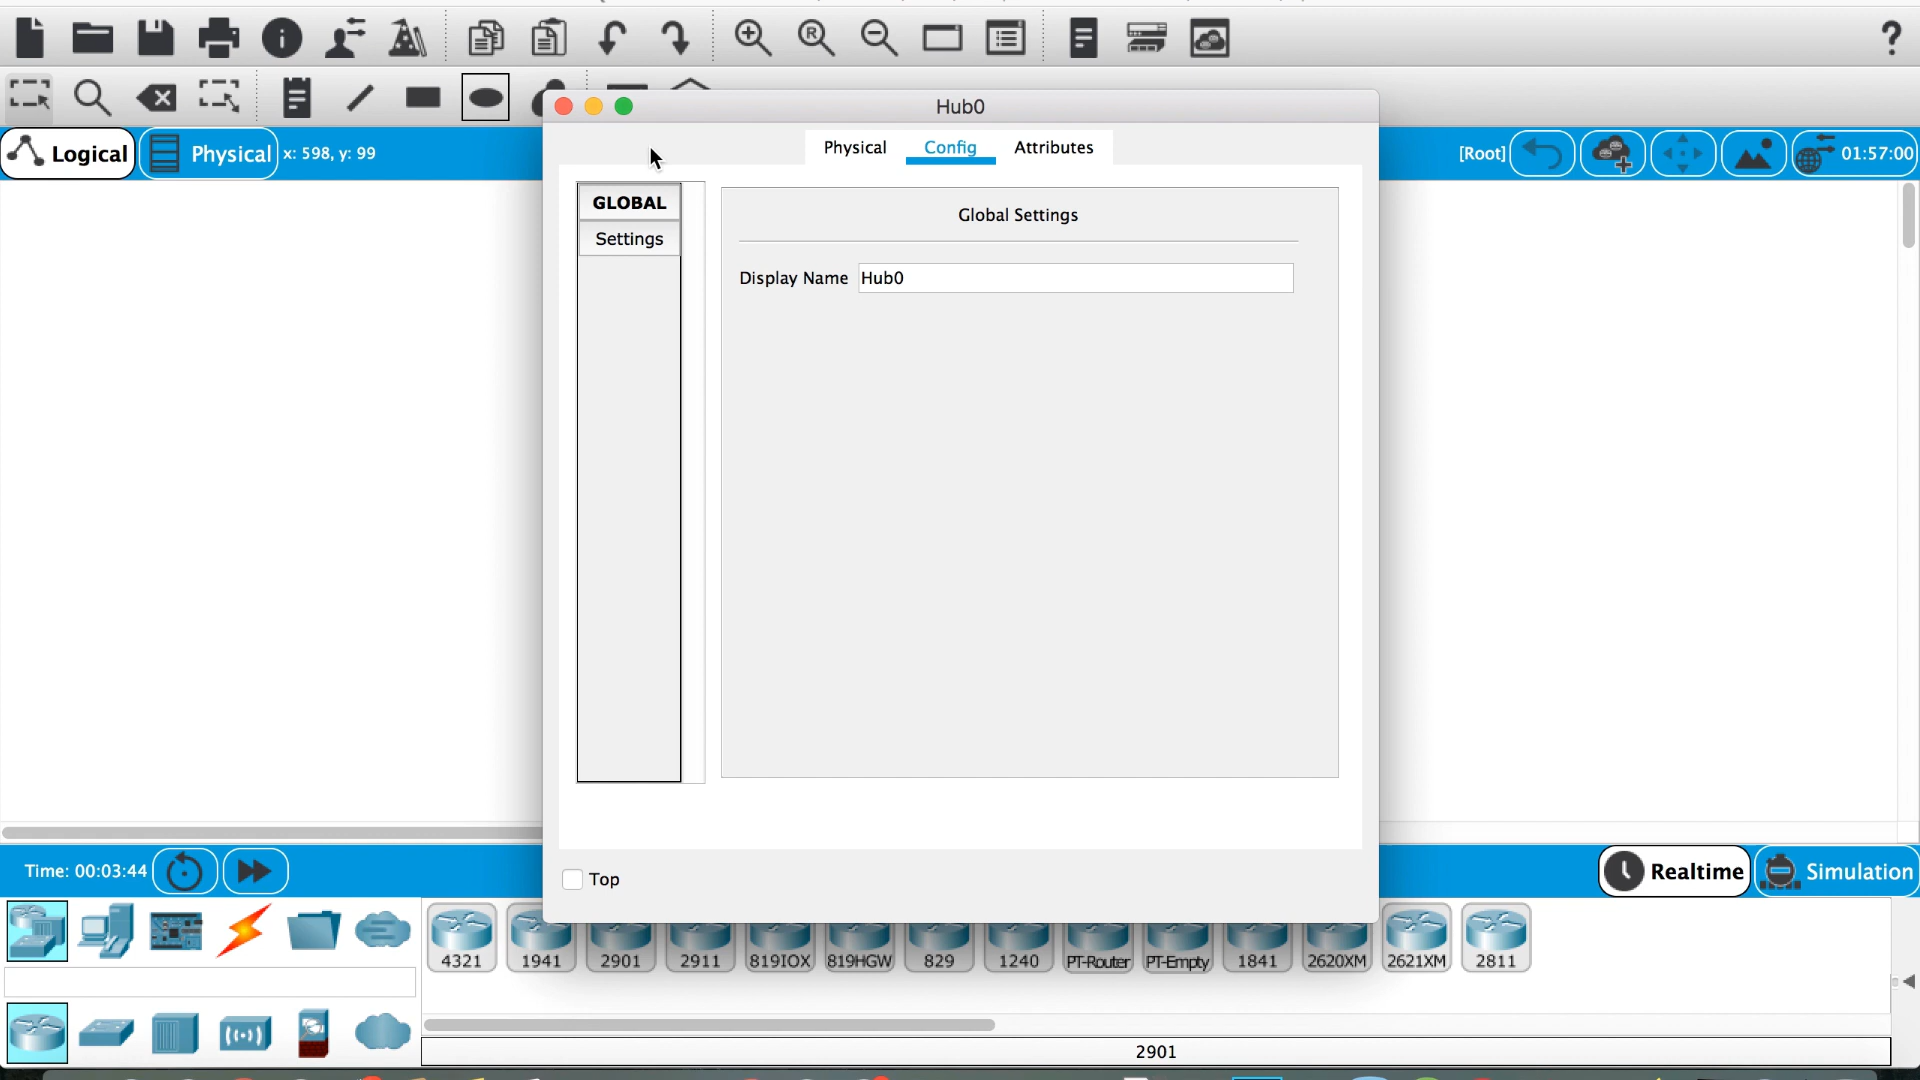 Hub0
Physical Config Attributes
Logical Physical x: 598, y: 99
[Root] 01:57:00
GLOBAL
Settings
Global Settings
Display Name Hub0
Top
Time: 00:03:44
Realtime Simulation
4321 1941 2901 2911 819IOX 819HGW 829 1240 PT-Router PT-Empty 1841 2620XM 2621XM 2811
2901